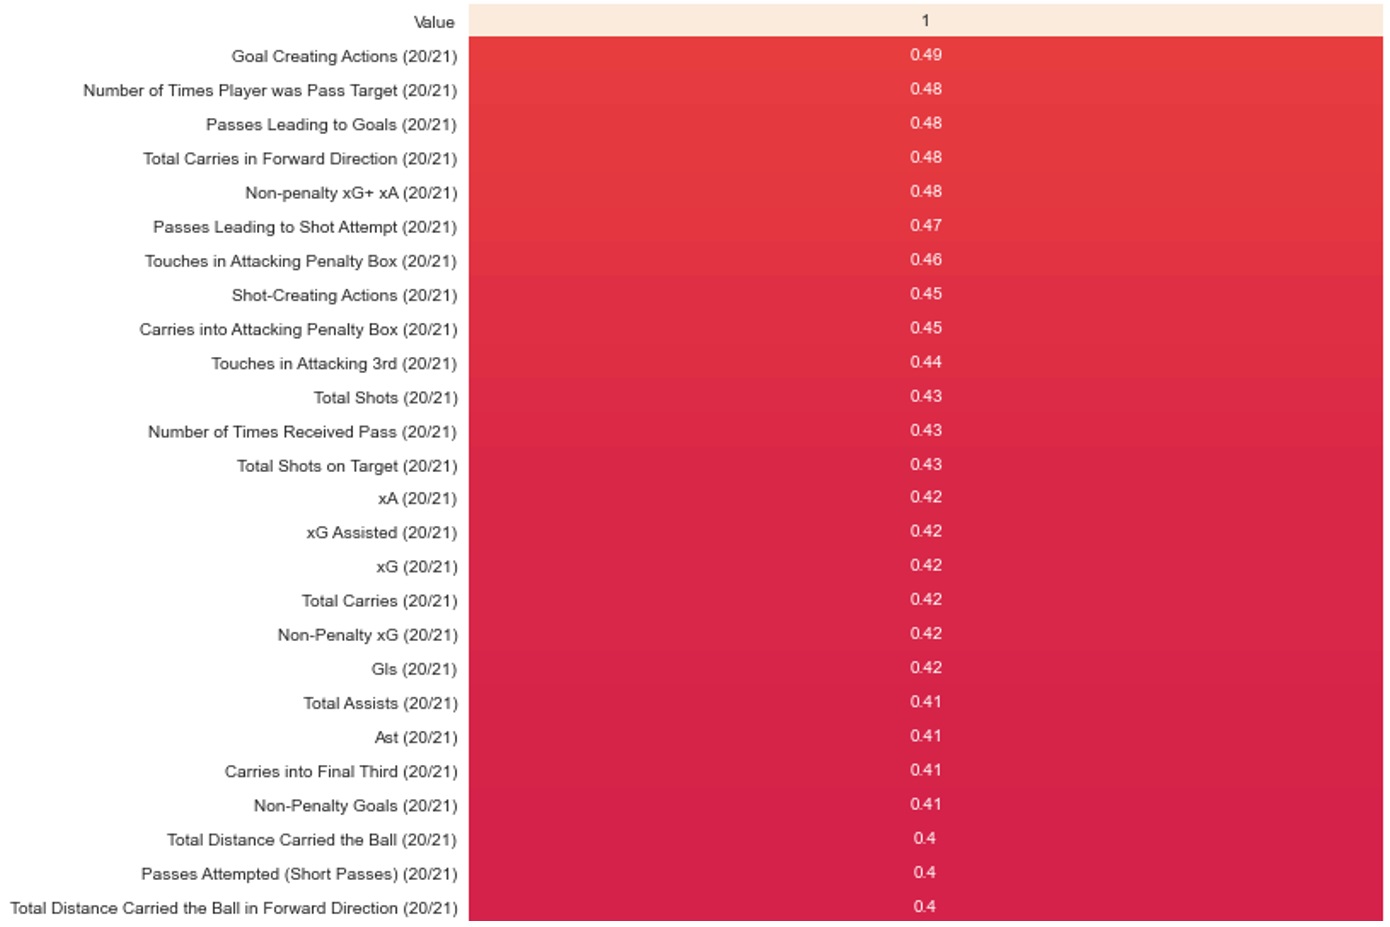 Value 1
Goal Creating Actions (20/21) 0.49
Number of Times Player was Pass Target (20/21) 0.48
Passes Leading to Goals (20/21) 0.48
Total Carries in Forward Direction (20/21) 0.48
Non-penalty xG+ xA (20/21) 0.48
Passes Leading to Shot Attempt (20/21) 0.47
Touches in Attacking Penalty Box (20/21) 0.46
Shot-Creating Actions (20/21) 0.45
Carries into Attacking Penalty Box (20/21) 0.45
Touches in Attacking 3rd (20/21) 0.44
Total Shots (20/21) 0.43
Number of Times Received Pass (20/21) 0.43
Total Shots on Target (20/21) 0.43
xA (20/21) 0.42
xG Assisted (20/21) 0.42
xG (20/21) 0.42
Total Carries (20/21) 0.42
Non-Penalty xG (20/21) 0.42
Gls (20/21) 0.42
Total Assists (20/21) 0.41
Ast (20/21) 0.41
Carries into Final Third (20/21) 0.41
Non-Penalty Goals (20/21) 0.41
Total Distance Carried the Ball (20/21) 0.4
Passes Attempted (Short Passes) (20/21) 0.4
Total Distance Carried the Ball in Forward Direction (20/21) 0.4